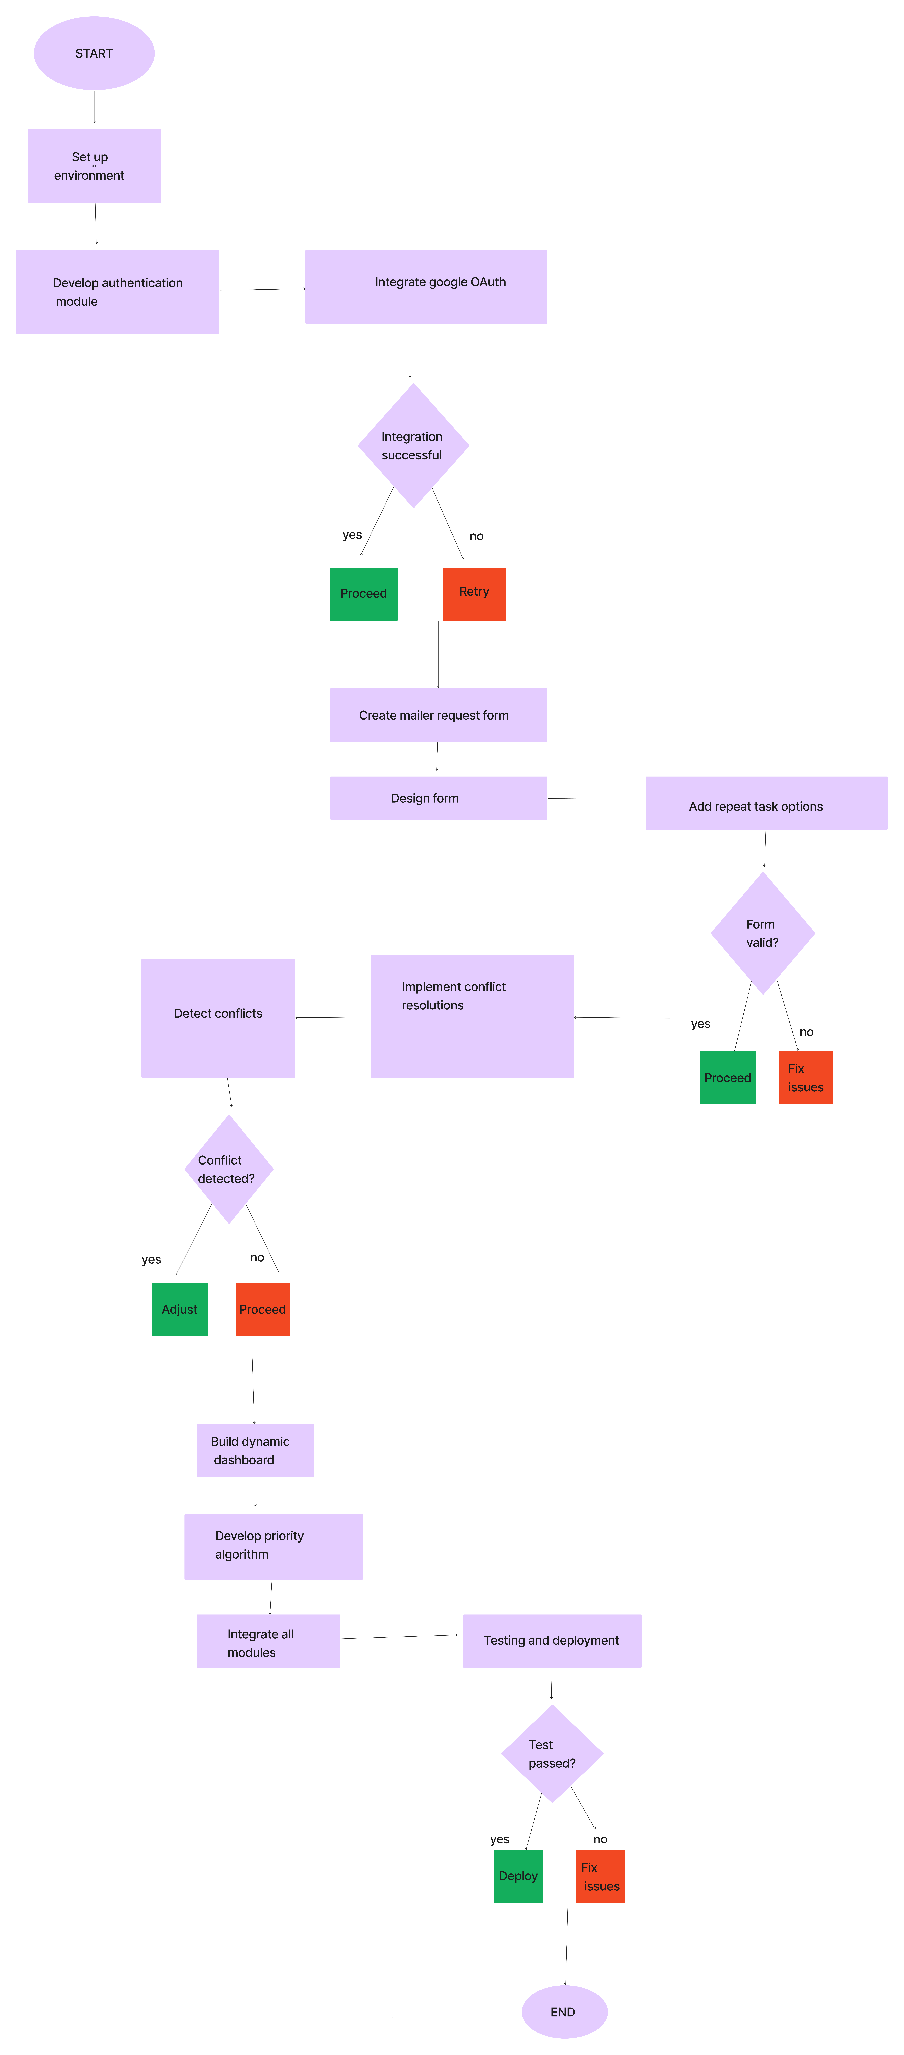 START
Set up
environment
Develop authentication
module
Integrate google OAuth
Integration
successful
yes
no
Proceed
Retry
Create mailer request form
Design form
Add repeat task options
Form
valid?
Implement conflict
resolutions
Detect conflicts
yes
no
Proceed
Fix
issues
Conflict
detected?
yes
no
Adjust
Proceed
Build dynamic
dashboard
Develop priority
algorithm
Integrate all
modules
Testing and deployment
Test
passed?
yes
no
Deploy
Fix
issues
END